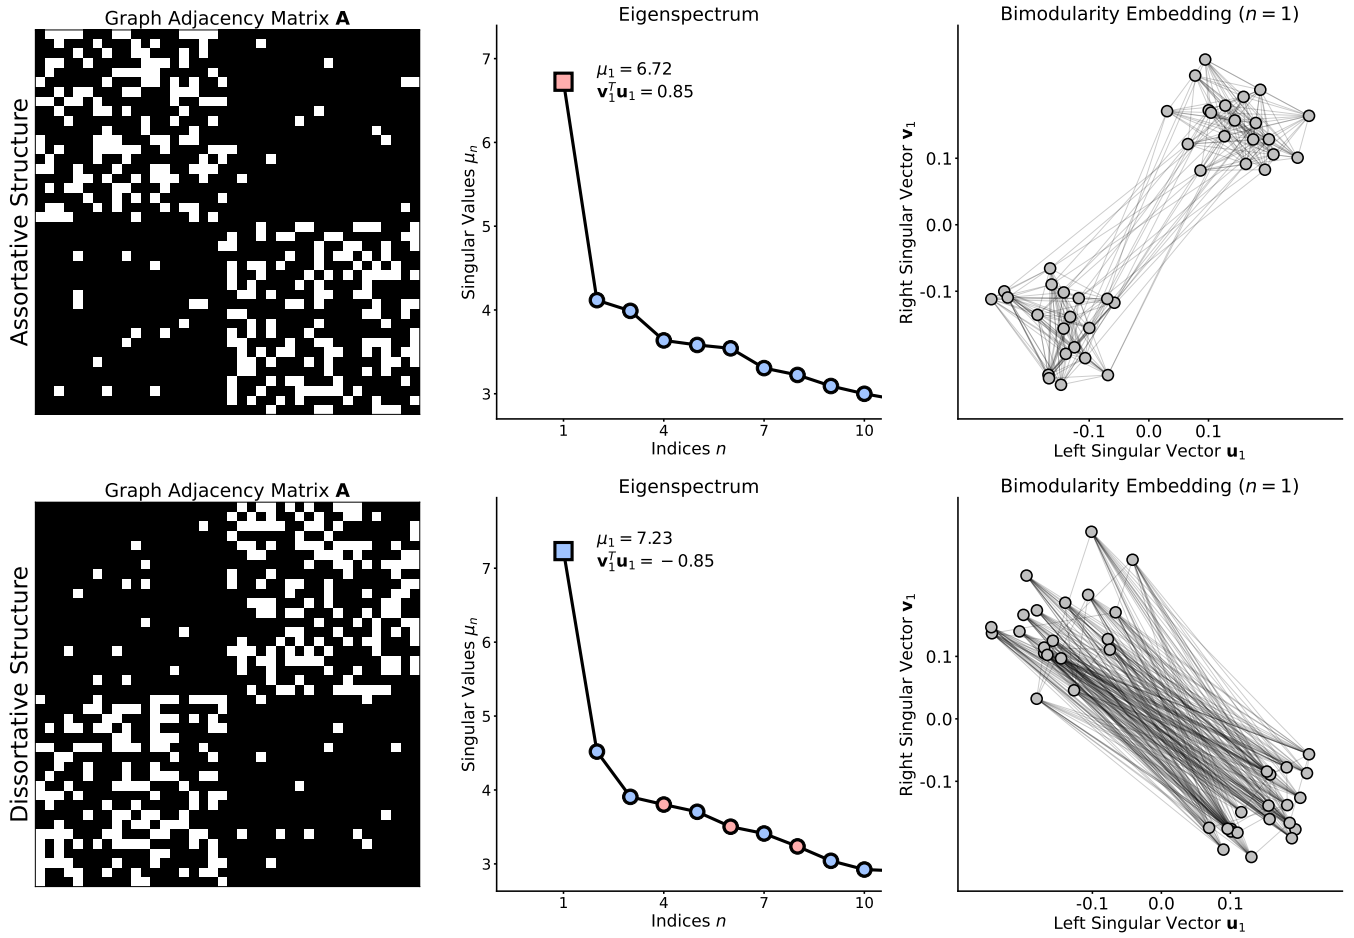 Graph Adjacency Matrix A
Assortative Structure
Eigenspectrum
μ₁ = 6.72
v₁ᵀu₁ = 0.85
Singular Values μₙ
7
6
5
4
3
1
4
7
10
Indices n
Bimodularity Embedding (n = 1)
Right Singular Vector v₁
0.1
0.0
-0.1
-0.1
0.0
0.1
Left Singular Vector u₁
Graph Adjacency Matrix A
Dissortative Structure
Eigenspectrum
μ₁ = 7.23
v₁ᵀu₁ = −0.85
Singular Values μₙ
7
6
5
4
3
1
4
7
10
Indices n
Bimodularity Embedding (n = 1)
Right Singular Vector v₁
0.1
0.0
-0.1
-0.1
0.0
0.1
Left Singular Vector u₁